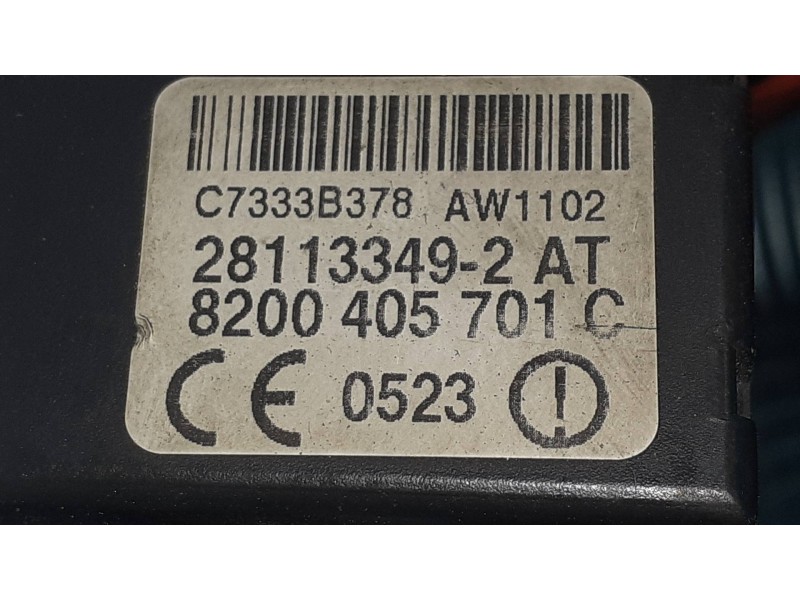 C7333B378 AW1102
28113349-2 AT
8200 405 701 C
CE 0523 !